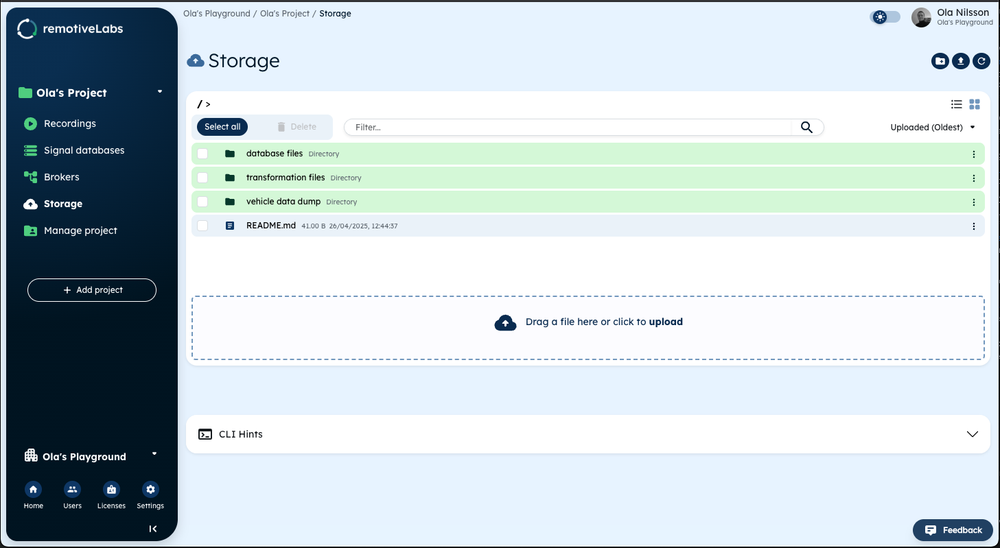 remotiveLabs
Ola's Playground / Ola's Project / Storage
Ola Nilsson
Ola's Playground
Storage
Ola's Project
Recordings
Signal databases
Brokers
Storage
Manage project
+ Add project
/ >
Select all
Delete
Filter...
Uploaded (Oldest)
database files Directory
transformation files Directory
vehicle data dump Directory
README.md 41.00 B 26/04/2025, 12:44:37
Drag a file here or click to upload
CLI Hints
Ola's Playground
Home
Users
Licenses
Settings
Feedback